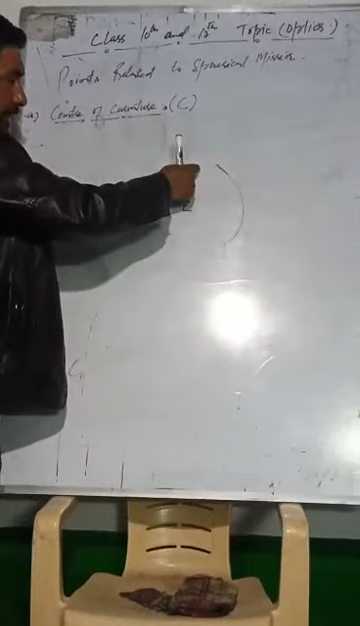 Class 10th and 12th Topic (Optics)
Points Related to Spherical Mirror.
a) Centre of Curvature :(C)